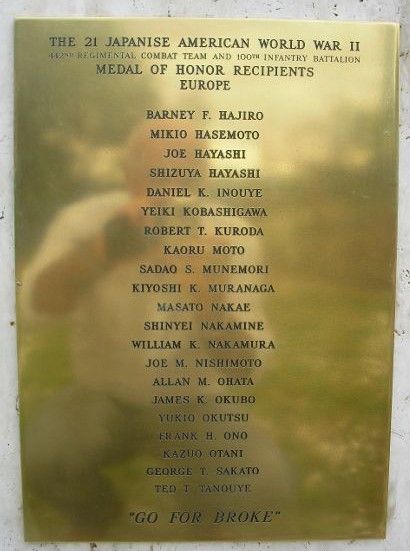 THE 21 JAPANISE AMERICAN WORLD WAR II
442ND REGIMENTAL COMBAT TEAM AND 100TH INFANTRY BATTALION
MEDAL OF HONOR RECIPIENTS
EUROPE
BARNEY F. HAJIRO
MIKIO HASEMOTO
JOE HAYASHI
SHIZUYA HAYASHI
DANIEL K. INOUYE
YEIKI KOBASHIGAWA
ROBERT T. KURODA
KAORU MOTO
SADAO S. MUNEMORI
KIYOSHI K. MURANAGA
MASATO NAKAE
SHINYEI NAKAMINE
WILLIAM K. NAKAMURA
JOE M. NISHIMOTO
ALLAN M. OHATA
JAMES K. OKUBO
YUKIO OKUTSU
FRANK H. ONO
KAZUO OTANI
GEORGE T. SAKATO
TED T. TANOUYE
"GO FOR BROKE"